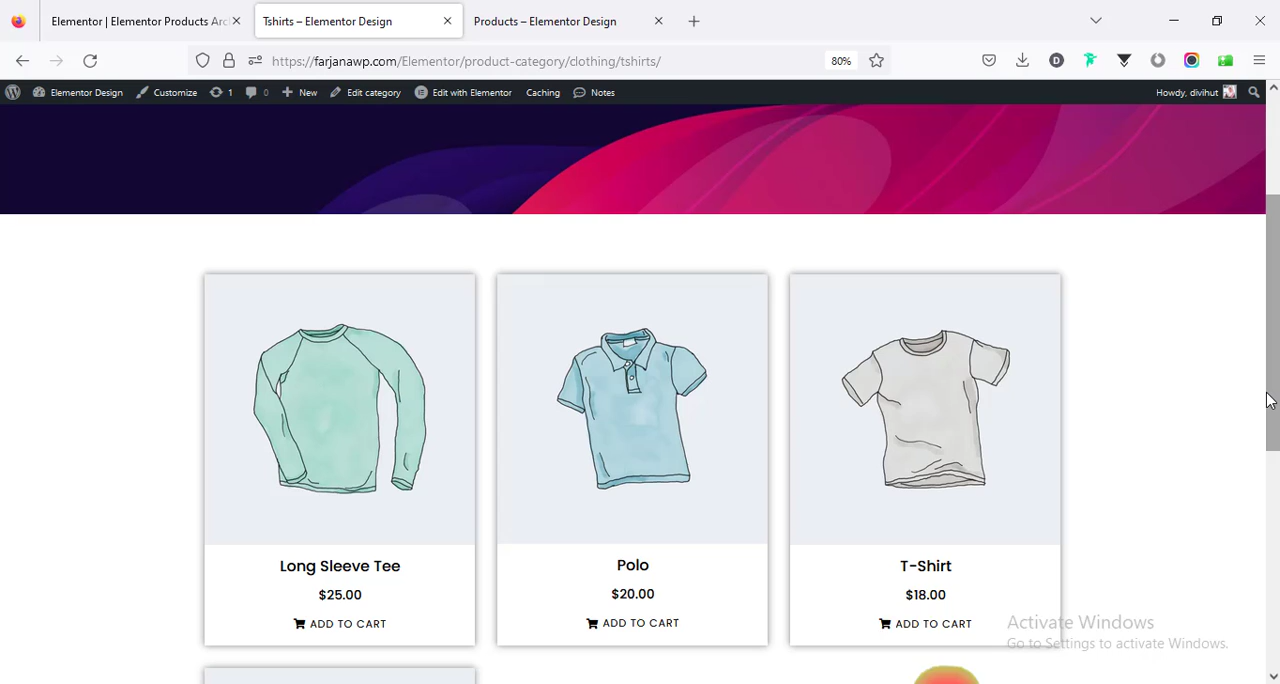 Elementor | Elementor Products Arc
Tshirts – Elementor Design
Products – Elementor Design
https://farjanawp.com/Elementor/product-category/clothing/tshirts/
80%
D
Elementor Design
Customize
1
0
New
Edit category
Edit with Elementor
Caching
Notes
Howdy, divihut
Long Sleeve Tee
$25.00
ADD TO CART
Polo
$20.00
ADD TO CART
T-Shirt
$18.00
ADD TO CART
Activate Windows
Go to Settings to activate Windows.